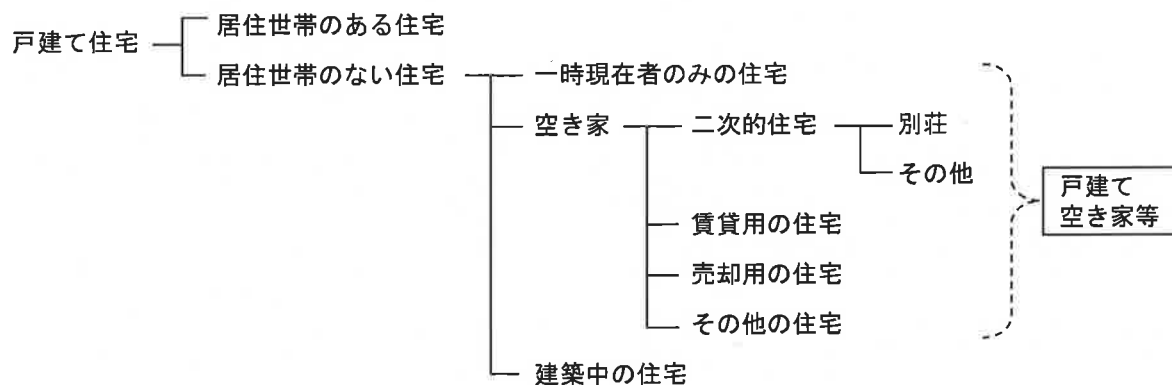 戸建て住宅
居住世帯のある住宅
居住世帯のない住宅
一時現在者のみの住宅
空き家
二次的住宅
別荘
その他
賃貸用の住宅
売却用の住宅
その他の住宅
建築中の住宅
戸建て
空き家等